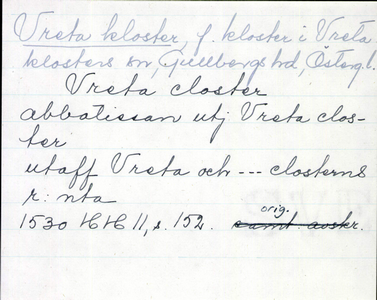 Vreta kloster, f. kloster i Vreta
klosters sn, Gullbergs hd, Östergl.
Vreta closter
abbatissan utj Vreta clos-
ter
utaff Vreta och --- closterns
r: nta
orig.
1530 HH 11, s. 152. samt avskr.